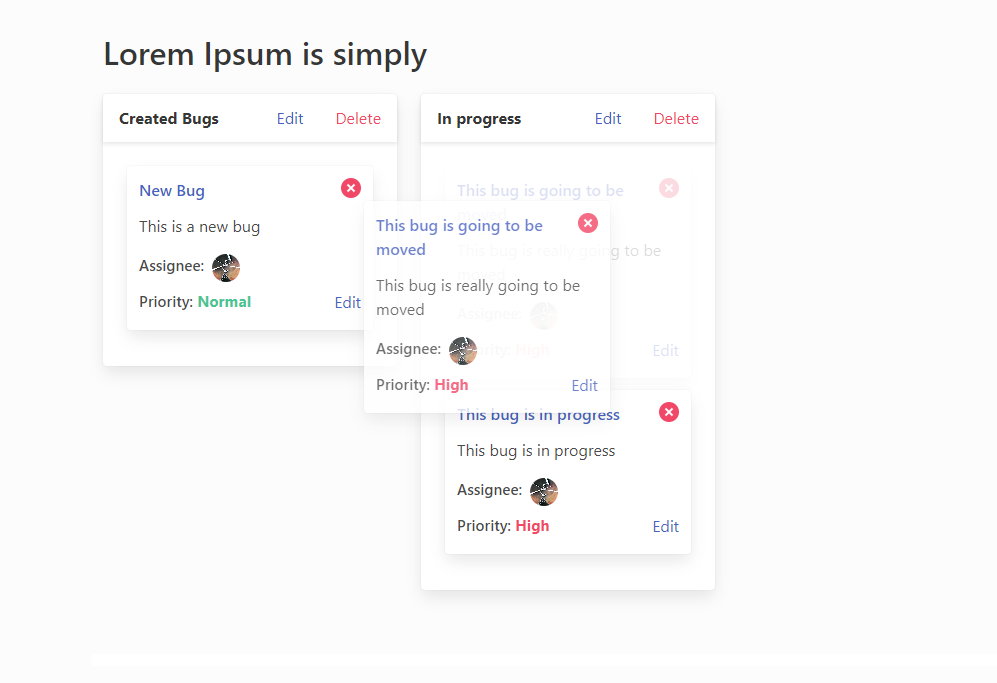 Lorem Ipsum is simply
Created Bugs Edit Delete
New Bug
This is a new bug
Assignee:
Priority: Normal Edit
In progress Edit Delete
This bug is going to be
This bug is really going to be
moved
Assignee:
High Edit
This bug is going to be
moved
This bug is really going to be
moved
Assignee:
Priority: High Edit
This bug is in progress
This bug is in progress
Assignee:
Priority: High Edit